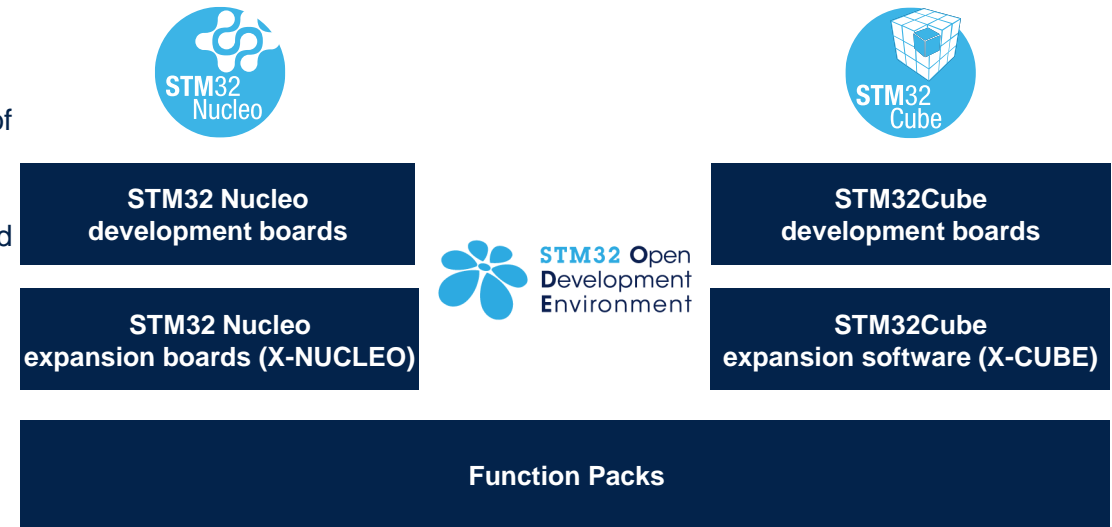 STM32
Nucleo
STM32
Cube
of
STM32 Nucleo
development boards
STM32Cube
development boards
STM32 Open
Development
Environment
STM32 Nucleo
expansion boards (X-NUCLEO)
STM32Cube
expansion software (X-CUBE)
Function Packs